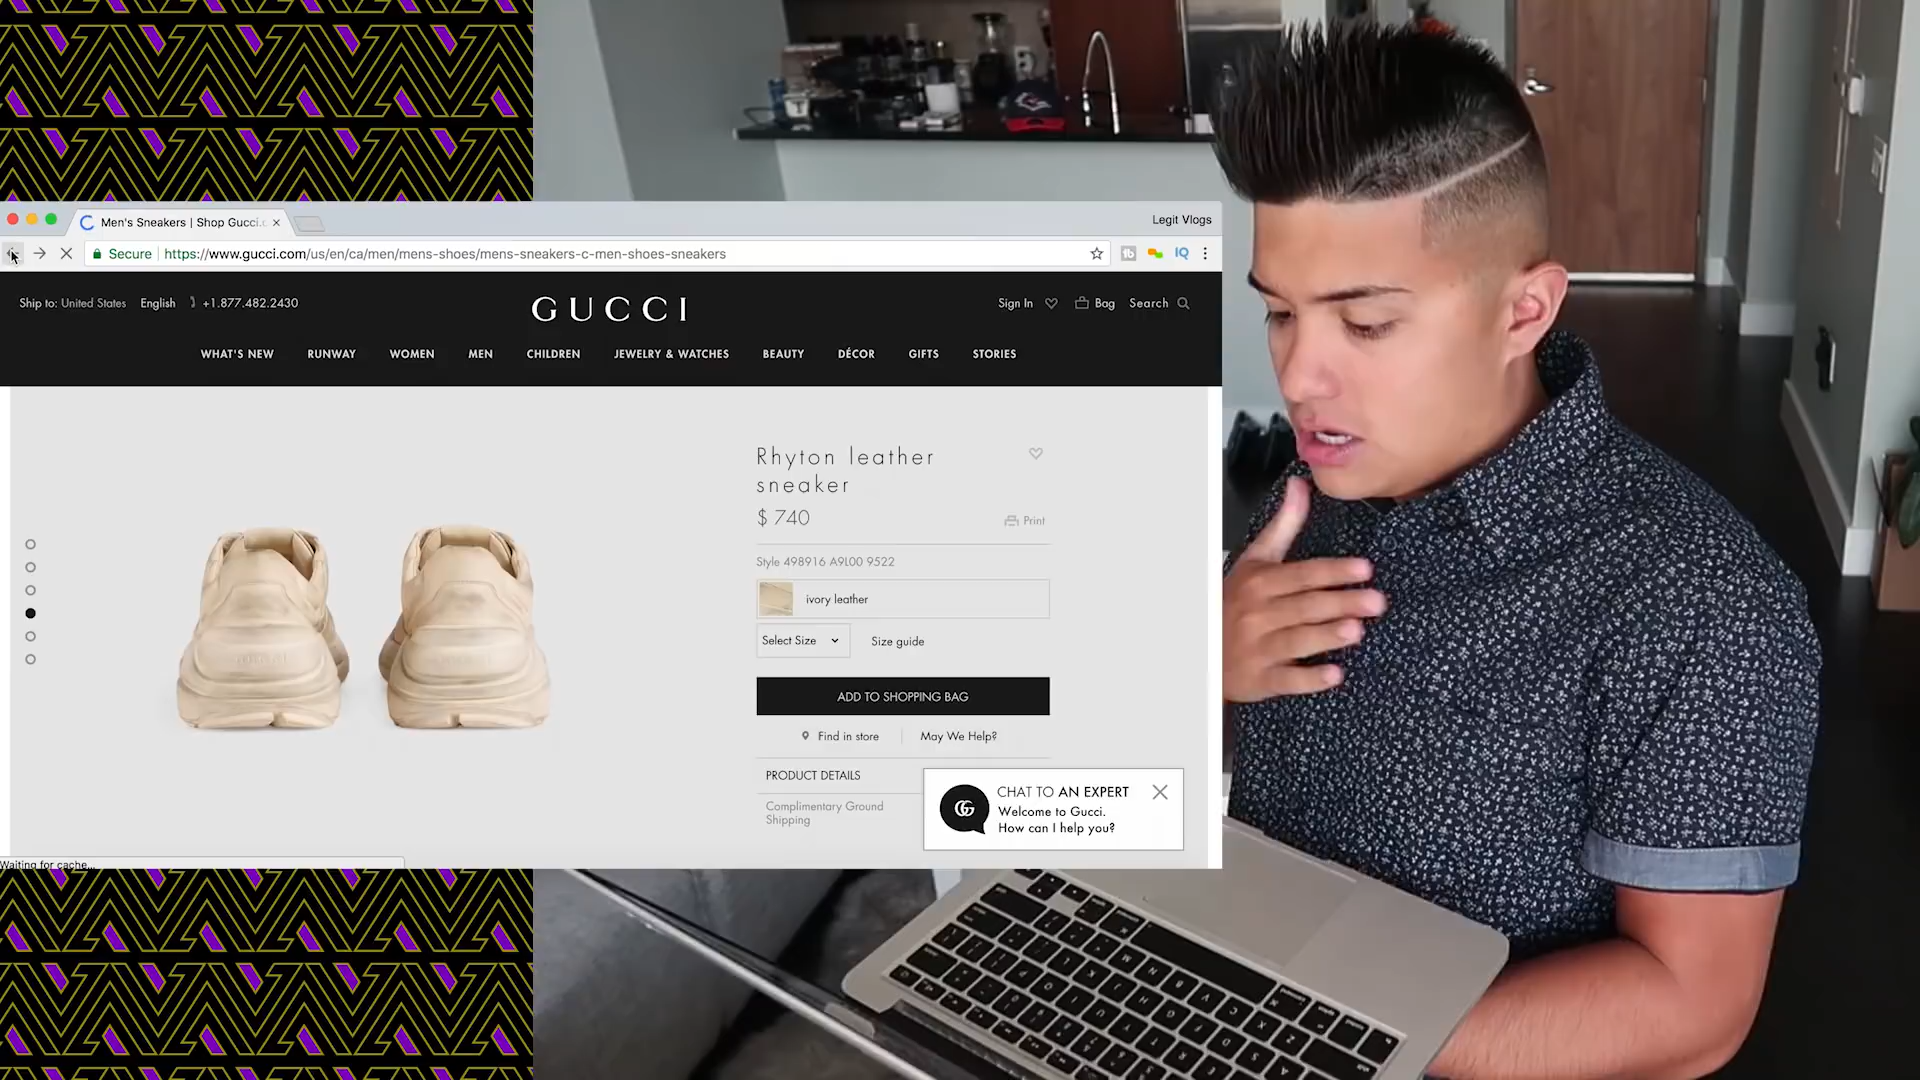 Men's Sneakers | Shop Gucci.c
Legit Vlogs
Secure https://www.gucci.com/us/en/ca/men/mens-shoes/mens-sneakers-c-men-shoes-sneakers
Ship to: United States English +1.877.482.2430
GUCCI
Sign In Bag Search
WHAT'S NEW RUNWAY WOMEN MEN CHILDREN JEWELRY & WATCHES BEAUTY DÉCOR GIFTS STORIES
Rhyton leather
sneaker
$ 740
Print
Style 498916 A9L00 9522
ivory leather
Select Size Size guide
ADD TO SHOPPING BAG
Find in store May We Help?
PRODUCT DETAILS
Complimentary Ground
Shipping
CHAT TO AN EXPERT
Welcome to Gucci.
How can I help you?
Waiting for cache...